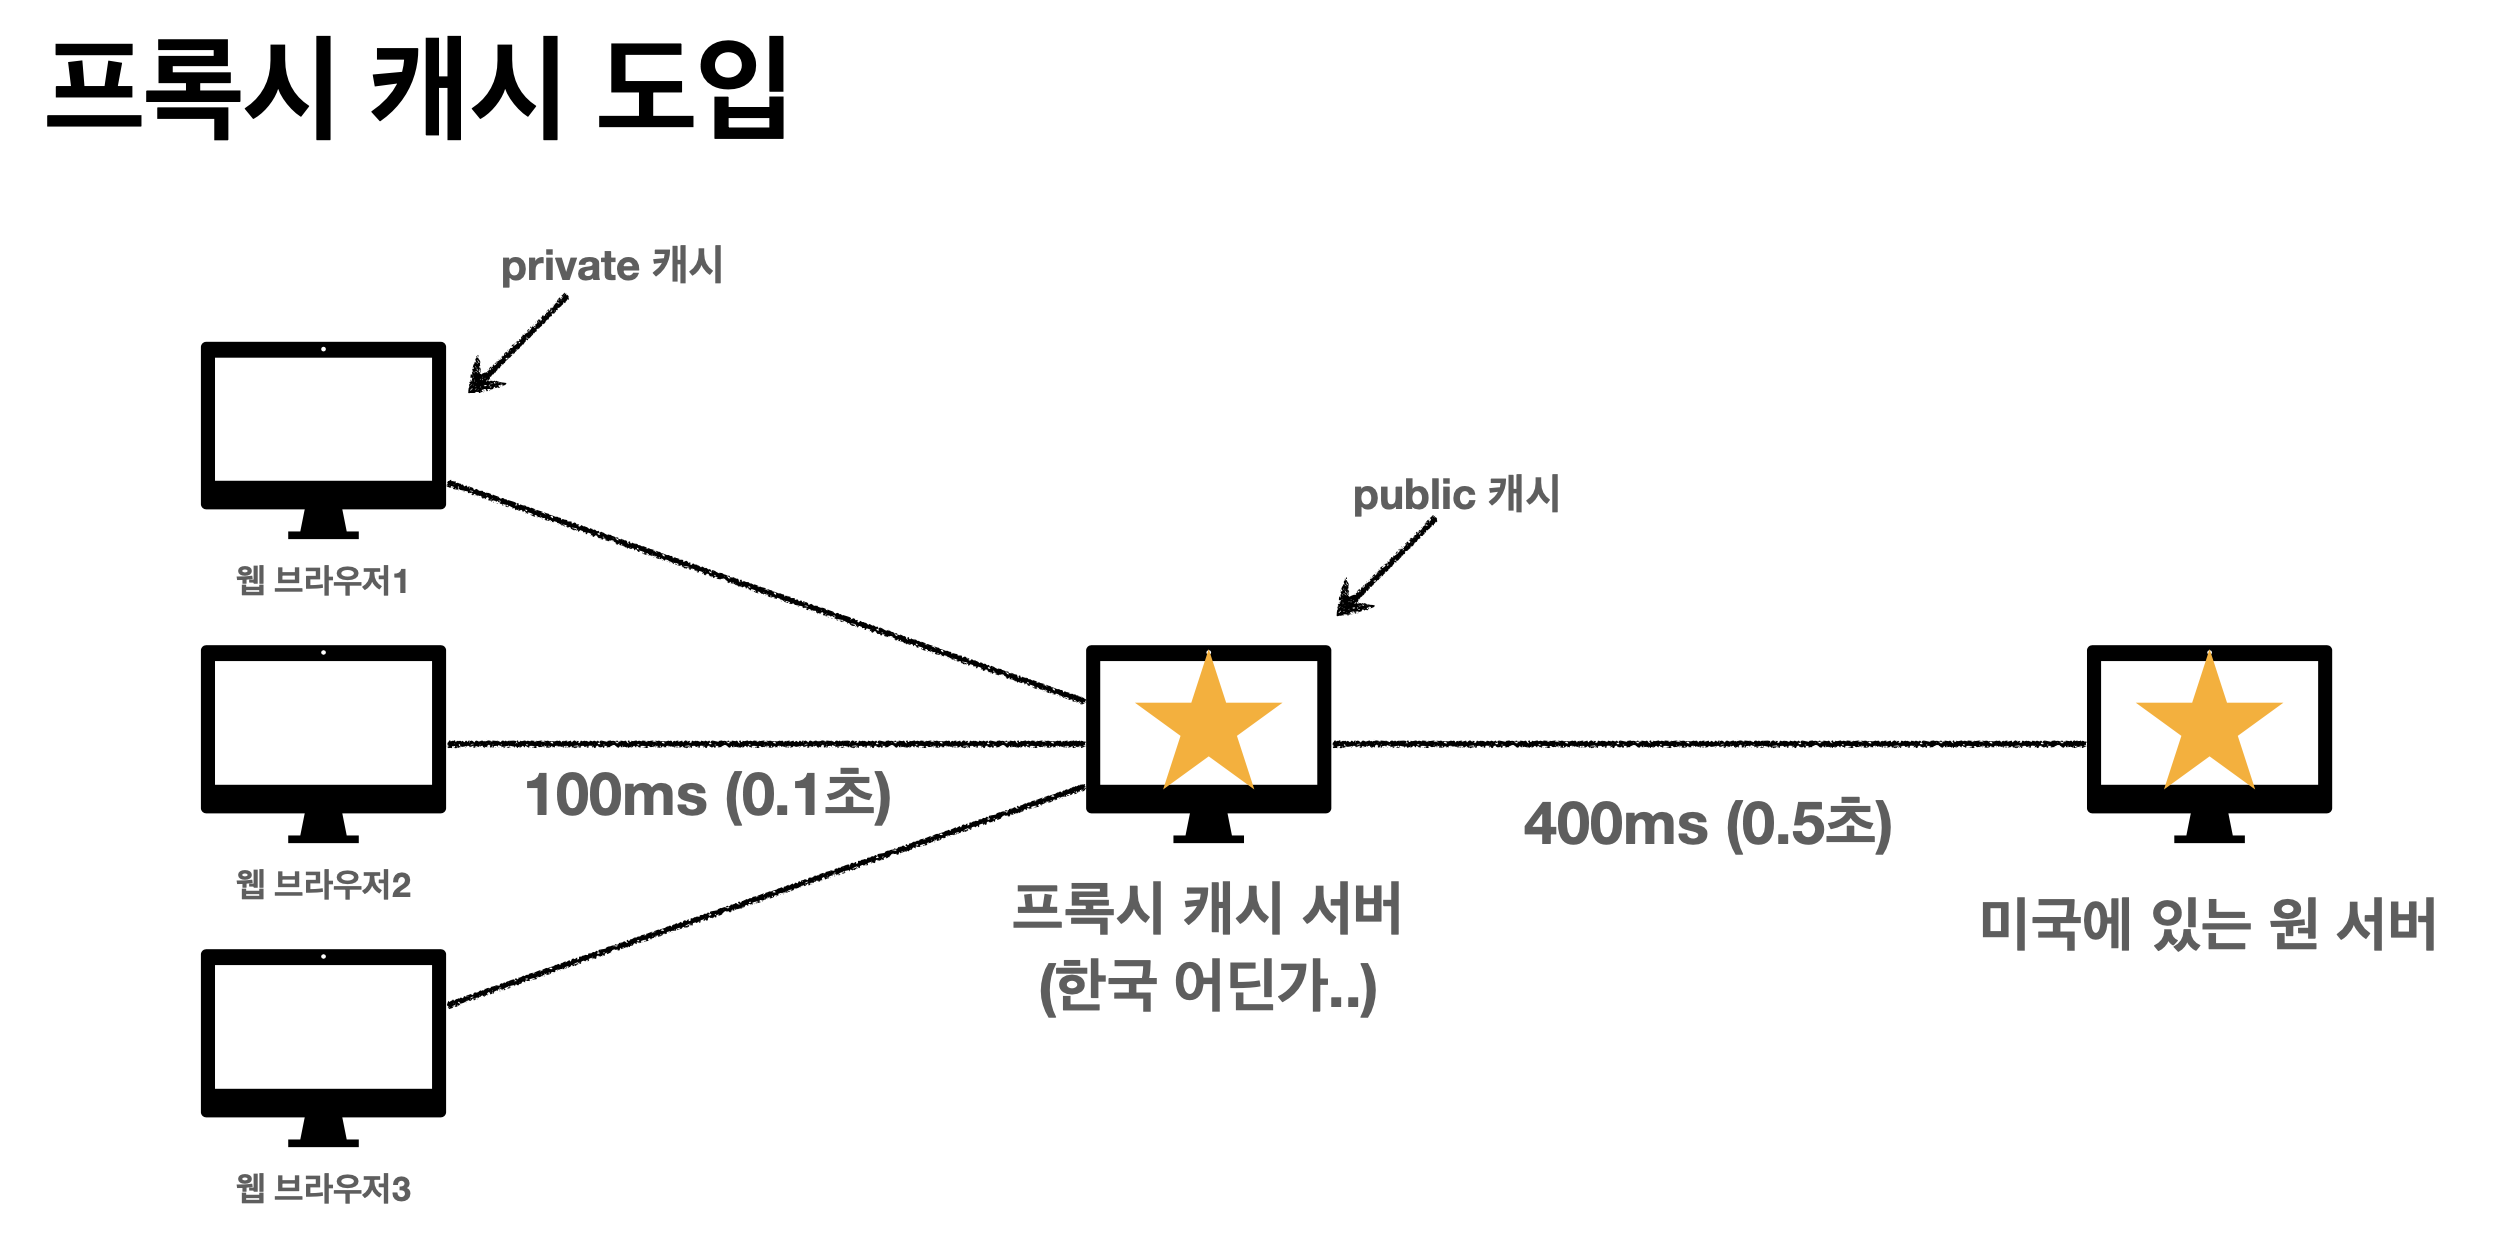 프록시 캐시 도입
private 캐시
public 캐시
웹 브라우저1
100ms (0.1초)
400ms (0.5초)
웹 브라우저2
프록시 캐시 서버
(한국 어딘가..)
미국에 있는 원 서버
웹 브라우저3